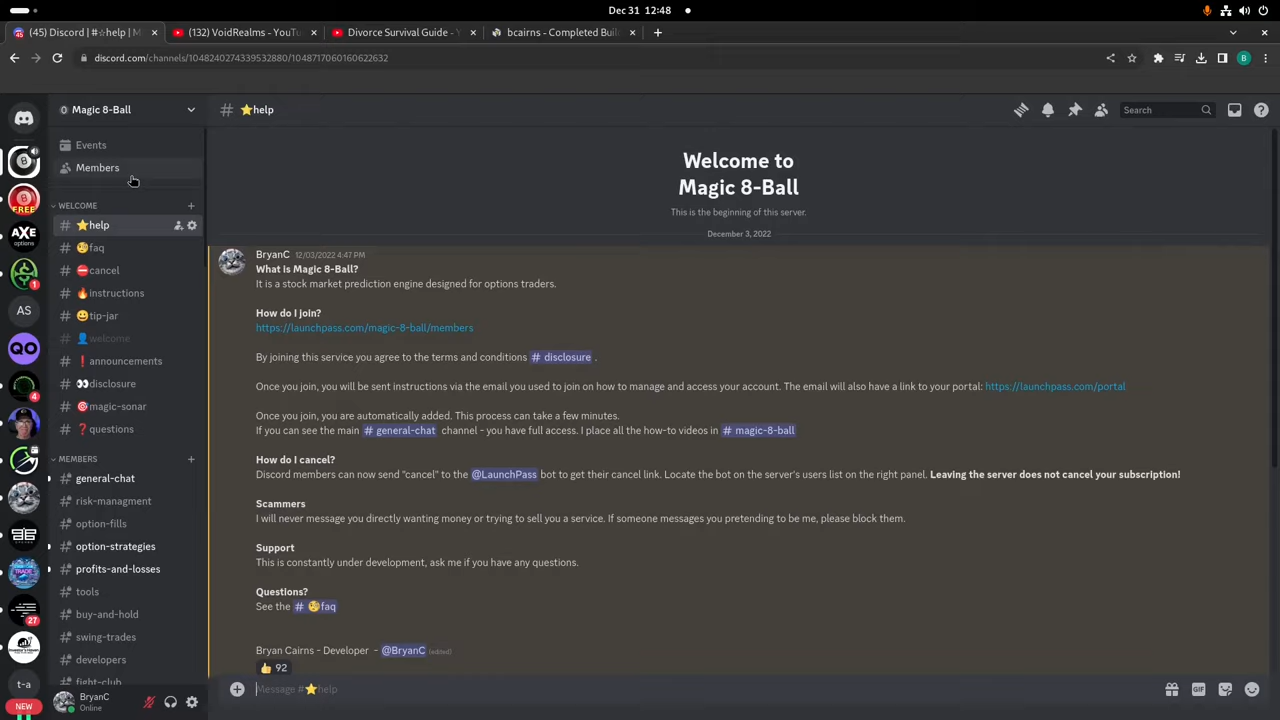 Dec 31 12:48
(45) Discord | #⭐help | M
(132) VoidRealms - YouTu
Divorce Survival Guide - Y
bcairns - Completed Buil
discord.com/channels/1048240274339532880/1048717060160622632
B
Magic 8-Ball
# ⭐help
Search
Events
Members
WELCOME
# ⭐help
# 🧐faq
# ⛔cancel
# 🔥instructions
# 😀tip-jar
# 👤welcome
# ❗announcements
# 👀disclosure
# 🎯magic-sonar
# ❓questions
MEMBERS
general-chat
risk-managment
option-fills
option-strategies
profits-and-losses
tools
buy-and-hold
swing-trades
developers
fight-club
FREE
AXE
options
1
AS
QO
4
TRADE
27
t-a
NEW
BryanC
Online
Welcome to
Magic 8-Ball
This is the beginning of this server.
December 3, 2022
BryanC 12/03/2022 4:47 PM
What is Magic 8-Ball?
It is a stock market prediction engine designed for options traders.
How do I join?
https://launchpass.com/magic-8-ball/members
By joining this service you agree to the terms and conditions # disclosure .
Once you join, you will be sent instructions via the email you used to join on how to manage and access your account. The email will also have a link to your portal: https://launchpass.com/portal
Once you join, you are automatically added. This process can take a few minutes.
If you can see the main # general-chat channel - you have full access. I place all the how-to videos in # magic-8-ball
How do I cancel?
Discord members can now send "cancel" to the @LaunchPass bot to get their cancel link. Locate the bot on the server's users list on the right panel. Leaving the server does not cancel your subscription!
Scammers
I will never message you directly wanting money or trying to sell you a service. If someone messages you pretending to be me, please block them.
Support
This is constantly under development, ask me if you have any questions.
Questions?
See the # 🧐faq
Bryan Cairns - Developer - @BryanC (edited)
👍 92
Message #⭐help
GIF